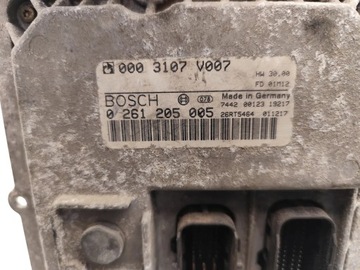 000 3107 V007
HW 30.00
FD 01M12
BOSCH
078
Made in Germany
7442 00123 19217
0 261 205 005
26RT5464 011217